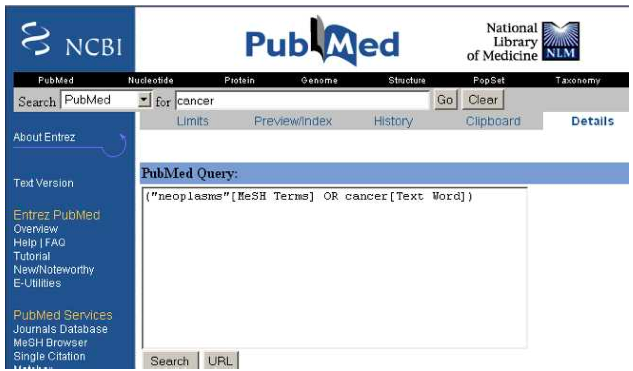 NCBI
PubMed
National
Library
of Medicine NLM
PubMed Nucleotide Protein Genome Structure PopSet Taxonomy
Search PubMed for cancer Go Clear
Limits Preview/Index History Clipboard Details
About Entrez
Text Version
Entrez PubMed
Overview
Help | FAQ
Tutorial
New/Noteworthy
E-Utilities
PubMed Services
Journals Database
MeSH Browser
Single Citation
Matcher
PubMed Query:
("neoplasms"[MeSH Terms] OR cancer[Text Word])
Search URL